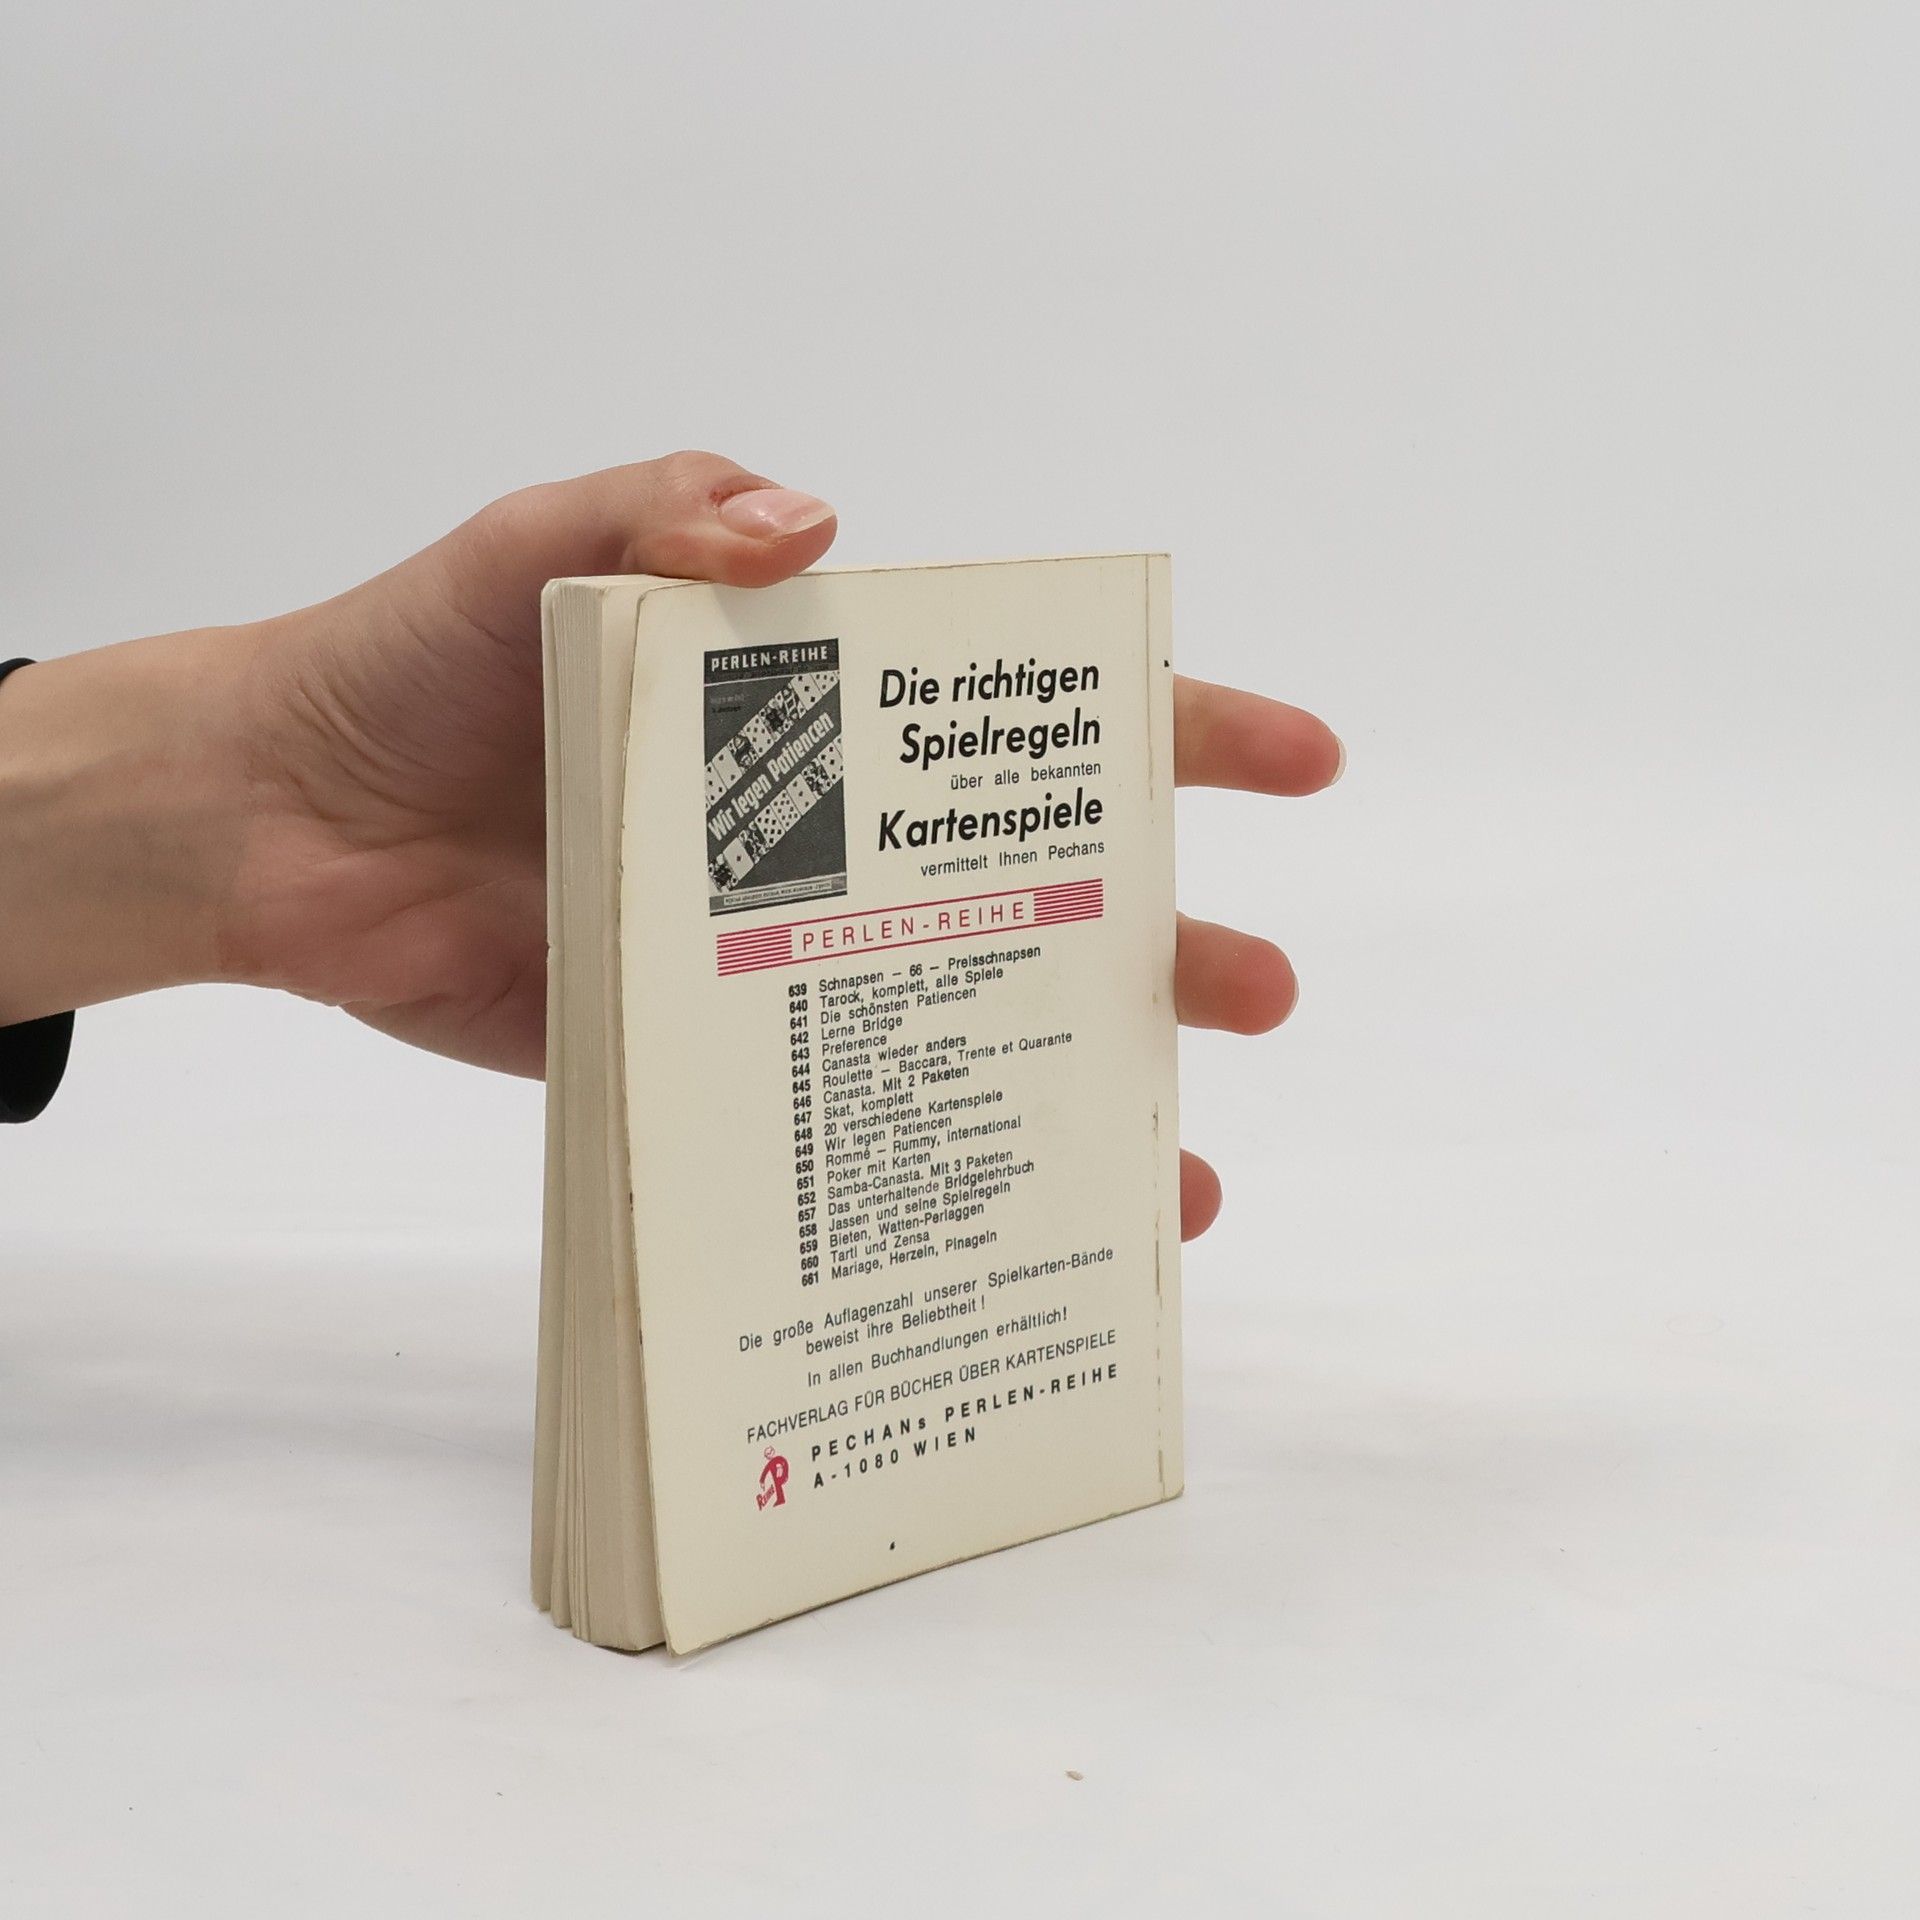 PERLEN-REIHE
Wir legen Patiencen
Die richtigen
Spielregeln
über alle bekannten
Kartenspiele
vermittelt Ihnen Pechans
PERLEN-REIHE
639 Schnapsen – 66 – Preisschnapsen
640 Tarock, komplett, alle Spiele
641 Die schönsten Patiencen
642 Lerne Bridge
643 Preference
644 Canasta wieder anders
645 Roulette – Baccara, Trente et Quarante
646 Canasta. Mit 2 Paketen
647 Skat, komplett
648 20 verschiedene Kartenspiele
649 Wir legen Patiencen
650 Rommé – Rummy, international
651 Poker mit Karten
652 Samba-Canasta. Mit 3 Paketen
657 Das unterhaltende Bridgelehrbuch
658 Jassen und seine Spielregeln
659 Bieten, Watten-Perlaggen
660 Tartl und Zensa
661 Mariage, Herzeln, Pinageln
Die große Auflagenzahl unserer Spielkarten-Bände
beweist ihre Beliebtheit!
In allen Buchhandlungen erhältlich!
FACHVERLAG FÜR BÜCHER ÜBER KARTENSPIELE
PECHANs PERLEN-REIHE
A-1080 WIEN
P
REIHE